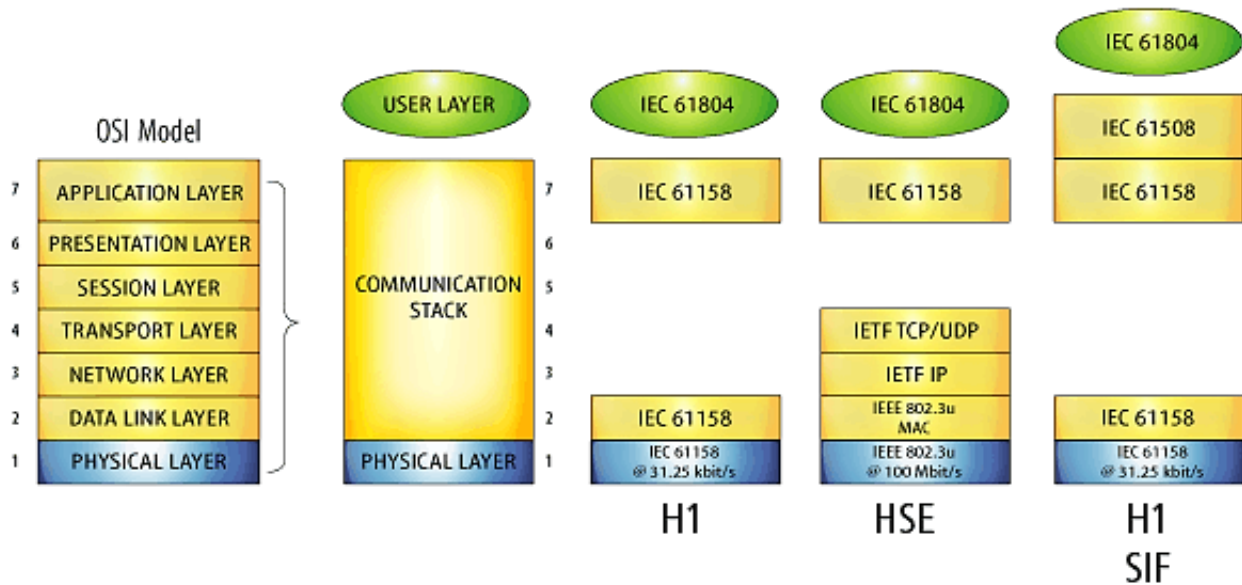 OSI Model
7
APPLICATION LAYER
6
PRESENTATION LAYER
5
SESSION LAYER
4
TRANSPORT LAYER
3
NETWORK LAYER
2
DATA LINK LAYER
1
PHYSICAL LAYER
USER LAYER
COMMUNICATION
STACK
PHYSICAL LAYER
7
6
5
4
3
2
1
IEC 61804
IEC 61158
IEC 61158
IEC 61158
@ 31.25 kbit/s
H1
IEC 61804
IEC 61158
IETF TCP/UDP
IETF IP
IEEE 802.3u
MAC
IEEE 802.3u
@ 100 Mbit/s
HSE
IEC 61804
IEC 61508
IEC 61158
IEC 61158
IEC 61158
@ 31.25 kbit/s
H1
SIF